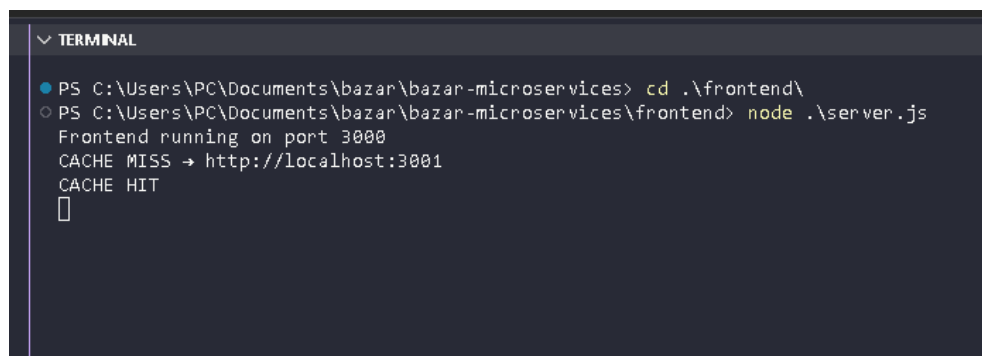 TERMINAL
PS C:\Users\PC\Documents\bazar\bazar-microservices> cd .\frontend\
PS C:\Users\PC\Documents\bazar\bazar-microservices\frontend> node .\server.js
Frontend running on port 3000
CACHE MISS → http://localhost:3001
CACHE HIT